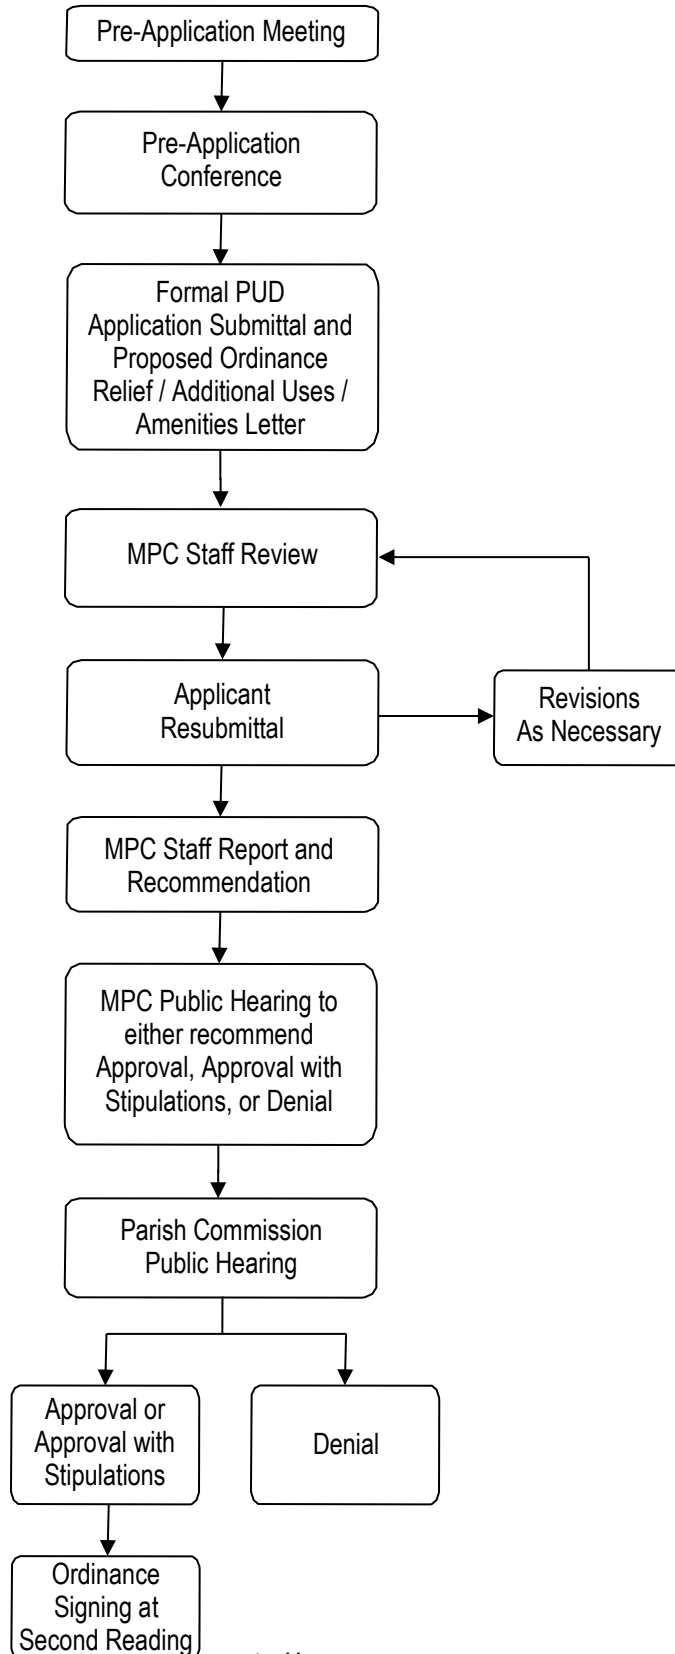 Pre-Application Meeting
Pre-Application
Conference
Formal PUD
Application Submittal and
Proposed Ordinance
Relief / Additional Uses /
Amenities Letter
MPC Staff Review
Applicant
Resubmittal
Revisions
As Necessary
MPC Staff Report and
Recommendation
MPC Public Hearing to
either recommend
Approval, Approval with
Stipulations, or Denial
Parish Commission
Public Hearing
Approval or
Approval with
Stipulations
Denial
Ordinance
Signing at
Second Reading